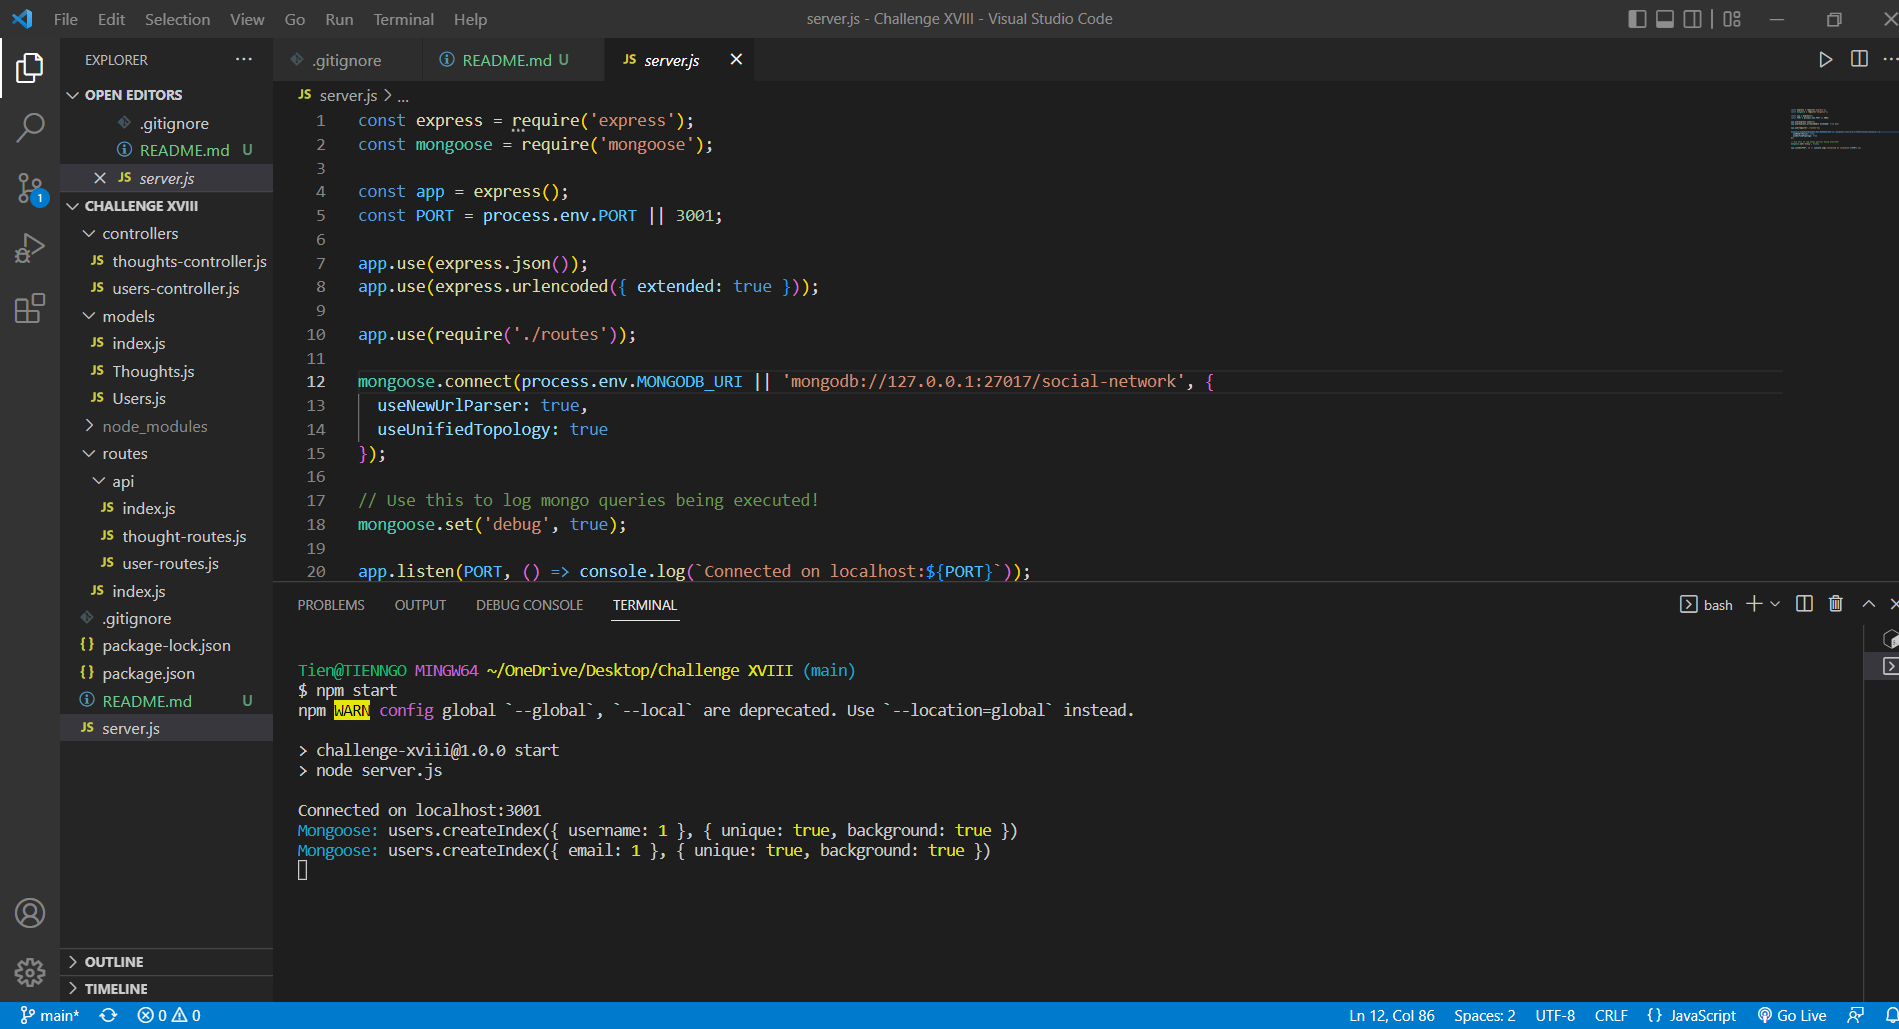 File Edit Selection View Go Run Terminal Help
server.js - Challenge XVIII - Visual Studio Code
EXPLORER
OPEN EDITORS
.gitignore
README.md U
JS server.js
CHALLENGE XVIII
controllers
JS thoughts-controller.js
JS users-controller.js
models
JS index.js
JS Thoughts.js
JS Users.js
node_modules
routes
api
JS index.js
JS thought-routes.js
JS user-routes.js
JS index.js
.gitignore
{} package-lock.json
{} package.json
README.md U
JS server.js
OUTLINE
TIMELINE
1
.gitignore
README.md U
JS server.js
JS server.js > ...
1 const express = require('express');
2 const mongoose = require('mongoose');
3
4 const app = express();
5 const PORT = process.env.PORT || 3001;
6
7 app.use(express.json());
8 app.use(express.urlencoded({ extended: true }));
9
10 app.use(require('./routes'));
11
12 mongoose.connect(process.env.MONGODB_URI || 'mongodb://127.0.0.1:27017/social-network', {
13 useNewUrlParser: true,
14 useUnifiedTopology: true
15 });
16
17 // Use this to log mongo queries being executed!
18 mongoose.set('debug', true);
19
20 app.listen(PORT, () => console.log(`Connected on localhost:${PORT}`));
PROBLEMS OUTPUT DEBUG CONSOLE TERMINAL
bash
Tien@TIENNGO MINGW64 ~/OneDrive/Desktop/Challenge XVIII (main)
$ npm start
npm WARN config global `--global`, `--local` are deprecated. Use `--location=global` instead.
> challenge-xviii@1.0.0 start
> node server.js
Connected on localhost:3001
Mongoose: users.createIndex({ username: 1 }, { unique: true, background: true })
Mongoose: users.createIndex({ email: 1 }, { unique: true, background: true })
main* 0 0
Ln 12, Col 86 Spaces: 2 UTF-8 CRLF {} JavaScript Go Live